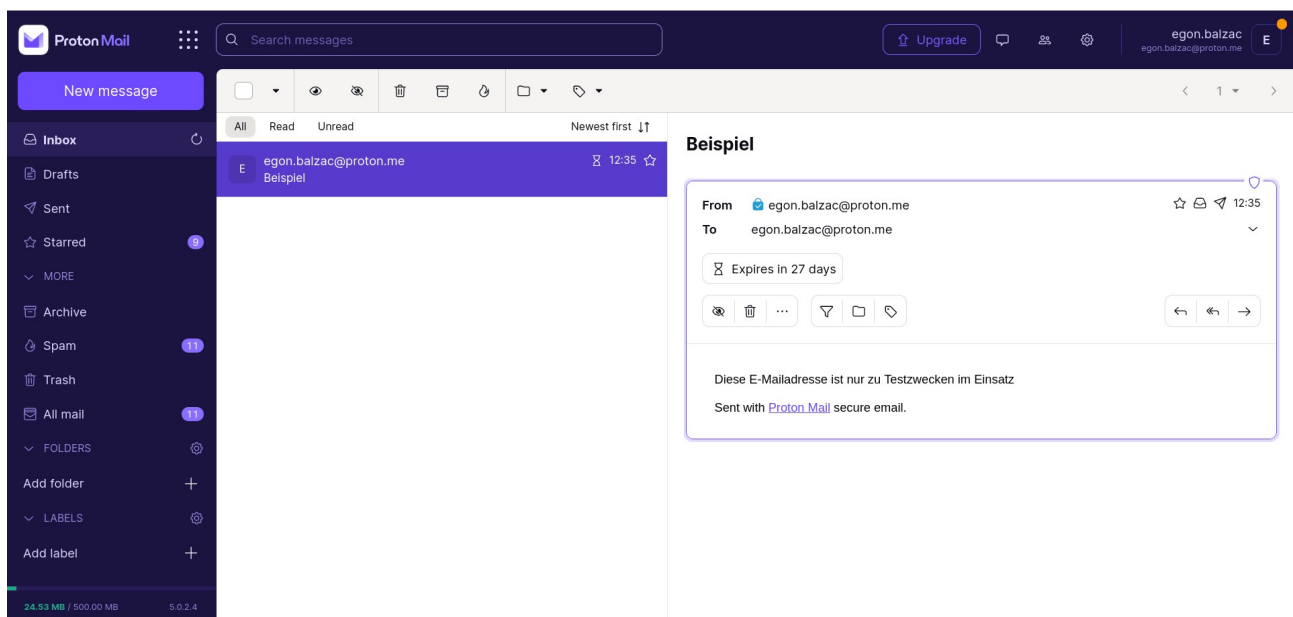 Proton Mail
Search messages
Upgrade
egon.balzac
egon.balzac@proton.me
E
New message
1
Inbox
Drafts
Sent
Starred 9
MORE
Archive
Spam 11
Trash
All mail 11
FOLDERS
Add folder
LABELS
Add label
24.53 MB / 500.00 MB 5.0.2.4
All Read Unread Newest first
E
egon.balzac@proton.me 12:35
Beispiel
Beispiel
From egon.balzac@proton.me 12:35
To egon.balzac@proton.me
Expires in 27 days
Diese E-Mailadresse ist nur zu Testzwecken im Einsatz
Sent with Proton Mail secure email.